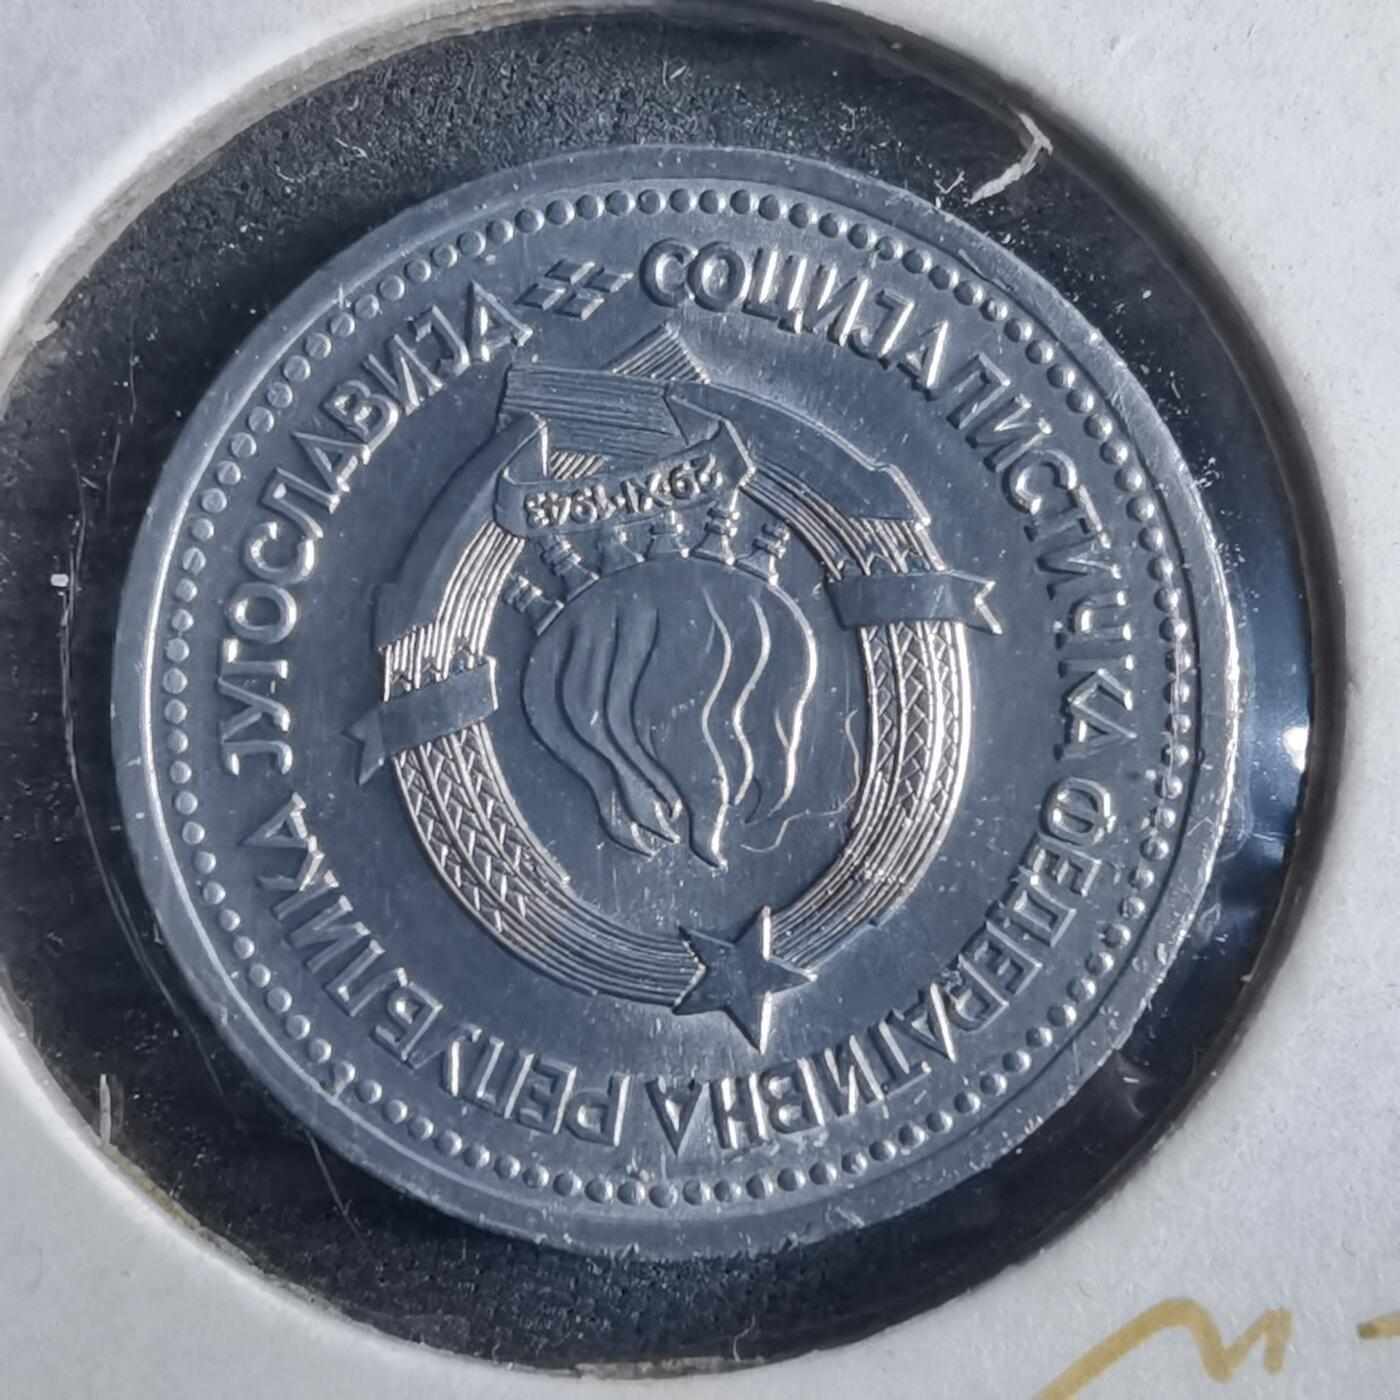 СОЦИЈАЛИСТИЧКА ФЕДЕРАТИВНА РЕПУБЛИКА ЈУГОСЛАВИЈА
29·XI·1943